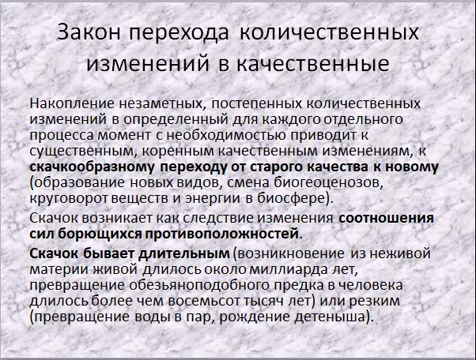 Закон перехода количественных
изменений в качественные
Накопление незаметных, постепенных количественных
изменений в определенный для каждого отдельного
процесса момент с необходимостью приводит к
существенным, коренным качественным изменениям, к
скачкообразному переходу от старого качества к новому
(образование новых видов, смена биогеоценозов,
круговорот веществ и энергии в биосфере).
Скачок возникает как следствие изменения соотношения
сил борющихся противоположностей.
Скачок бывает длительным (возникновение из неживой
материи живой длилось около миллиарда лет,
превращение обезьяноподобного предка в человека
длилось более чем восемьсот тысяч лет) или резким
(превращение воды в пар, рождение детеныша).